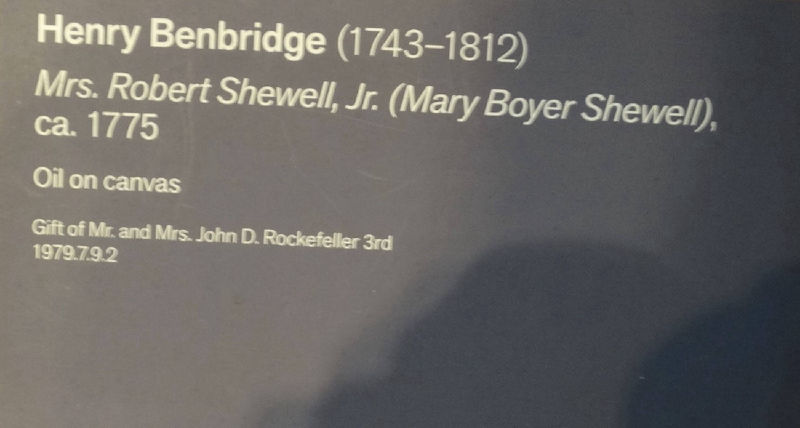 Henry Benbridge (1743–1812)
Mrs. Robert Shewell, Jr. (Mary Boyer Shewell),
ca. 1775
Oil on canvas
Gift of Mr. and Mrs. John D. Rockefeller 3rd
1979.7.9.2